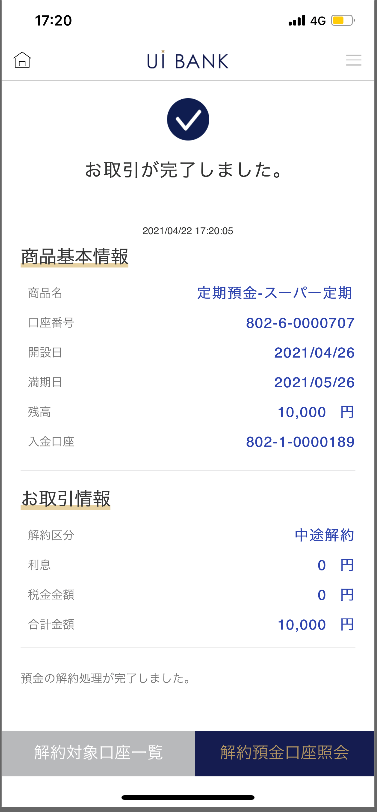 17:20 4G
UI BANK
お取引が完了しました。
2021/04/22 17:20:05
商品基本情報
商品名 定期預金-スーパー定期
口座番号 802-6-0000707
開設日 2021/04/26
満期日 2021/05/26
残高 10,000 円
入金口座 802-1-0000189
お取引情報
解約区分 中途解約
利息 0 円
税金金額 0 円
合計金額 10,000 円
預金の解約処理が完了しました。
解約対象口座一覧 解約預金口座照会